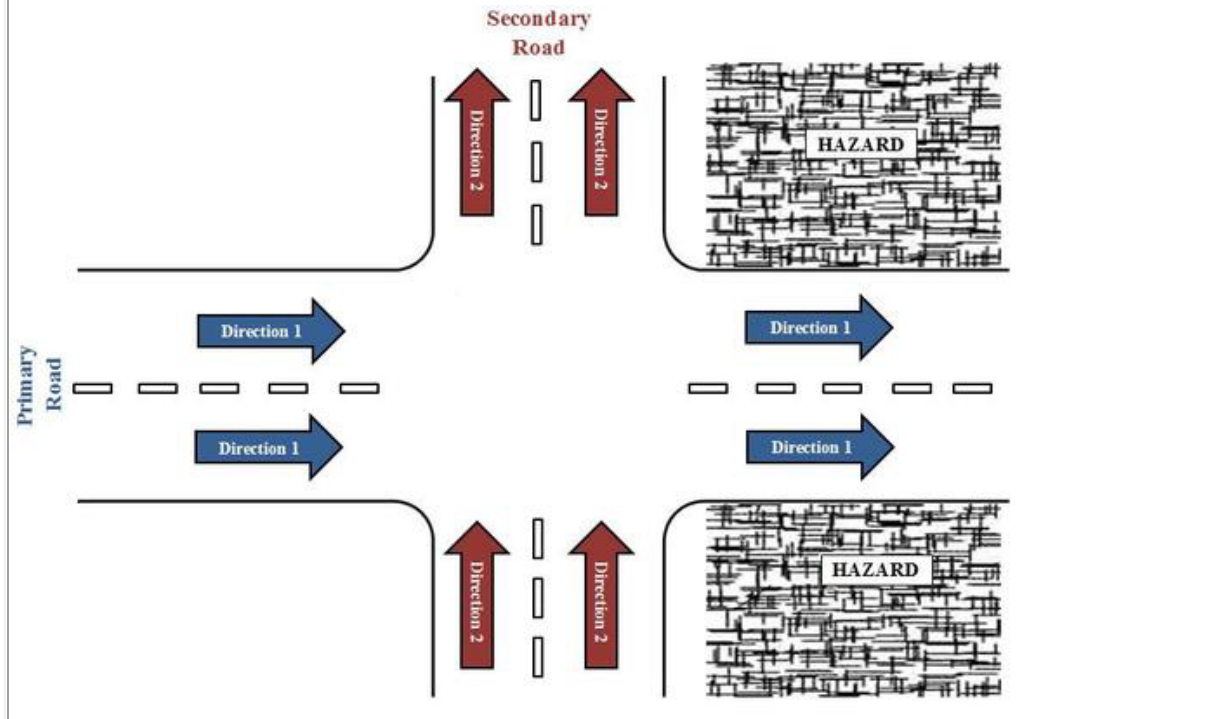 Secondary
Road
Direction 2
Direction 2
HAZARD
Direction 1
Direction 1
Primary
Road
Direction 1
Direction 1
HAZARD
Direction 2
Direction 2